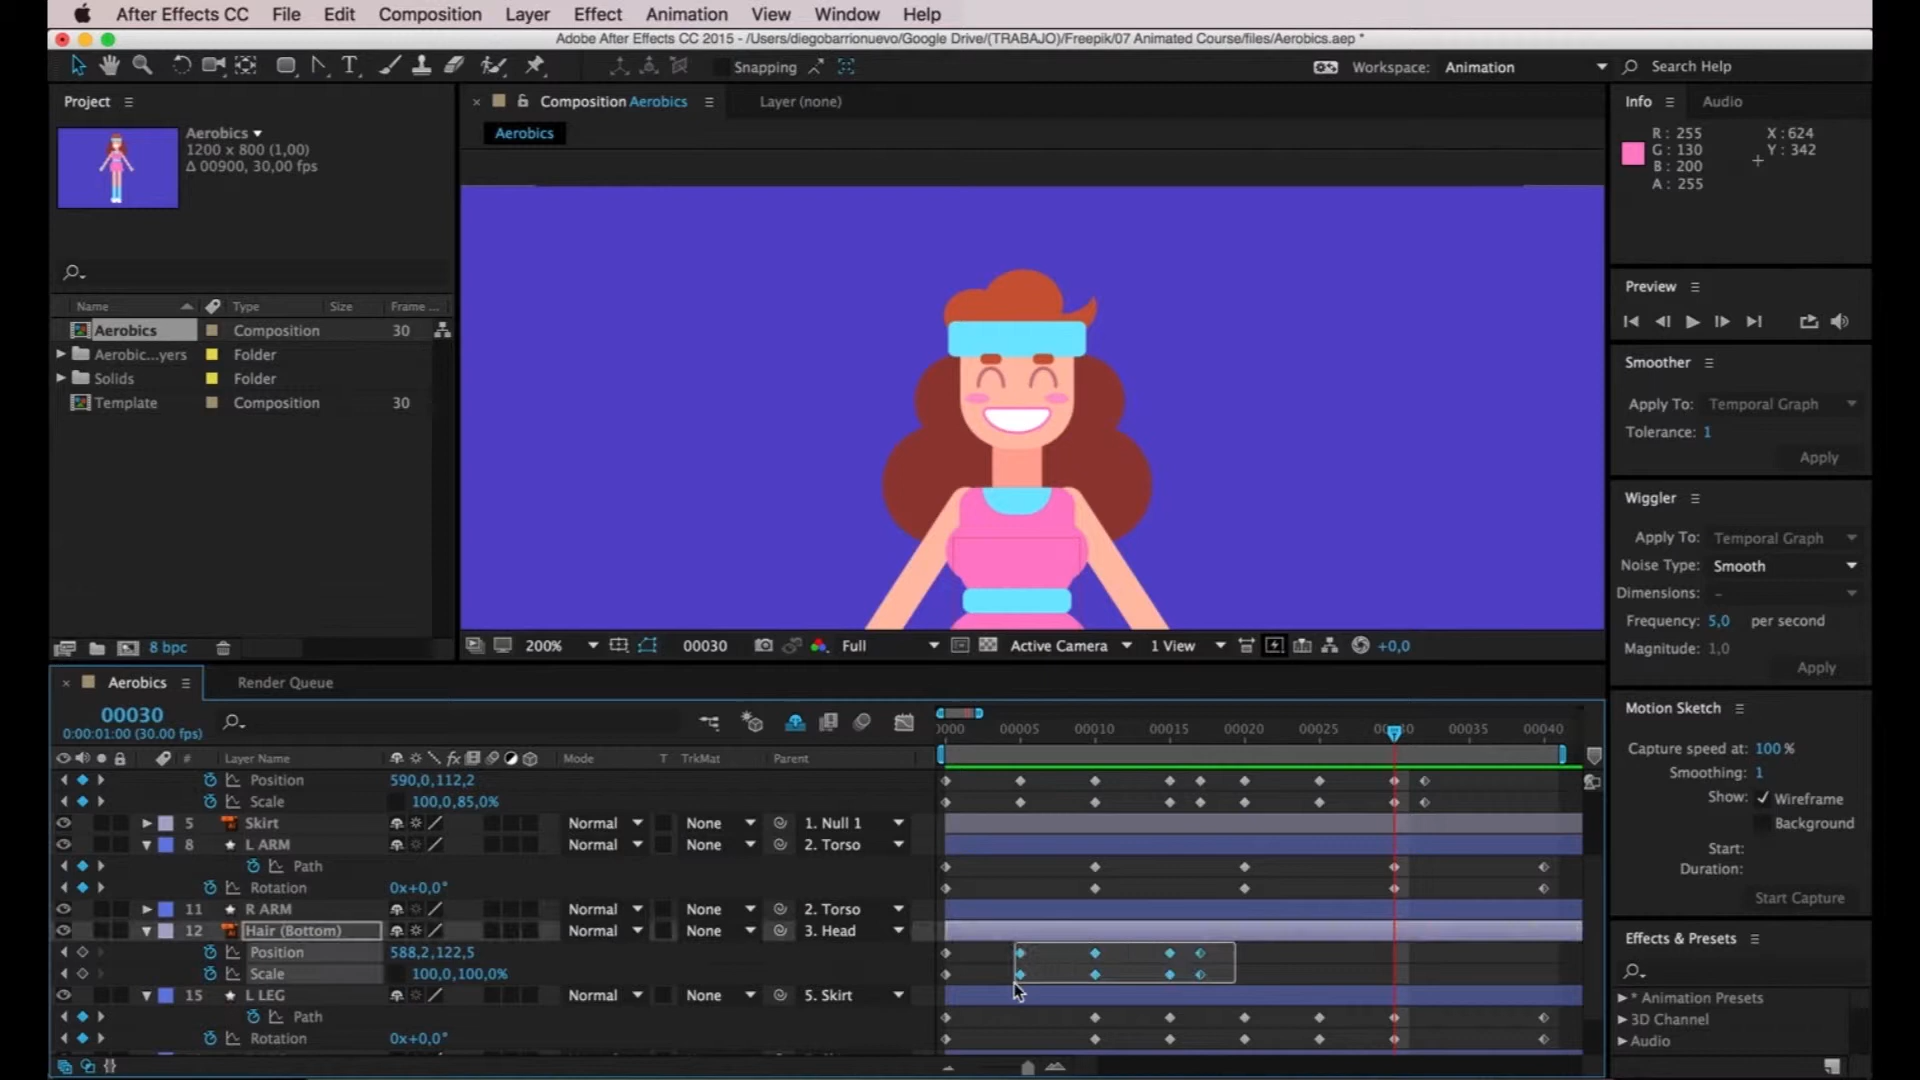 After Effects CC File Edit Composition Layer Effect Animation View Window Help
Adobe After Effects CC 2015 - /Users/diegobarrionuevo/Google Drive/(TRABAJO)/Freepik/07 Animated Course/files/Aerobics.aep *
Snapping Workspace: Animation Search Help
Project
Aerobics
1200 x 800 (1,00)
Δ 00900, 30,00 fps
Name Type Size Frame ...
Aerobics Composition 30
Aerobic...yers Folder
Solids Folder
Template Composition 30
8 bpc
Composition Aerobics Layer (none)
Aerobics
200% 00030 Full Active Camera 1 View +0,0
Info Audio
R : 255 X : 624
G : 130 Y : 342
B : 200
A : 255
Preview
Smoother
Apply To: Temporal Graph
Tolerance: 1
Apply
Wiggler
Apply To: Temporal Graph
Noise Type: Smooth
Dimensions: -
Frequency: 5,0 per second
Magnitude: 1,0
Apply
Motion Sketch
Capture speed at: 100 %
Smoothing: 1
Show: Wireframe
Background
Start:
Duration:
Start Capture
Effects & Presets
* Animation Presets
3D Channel
Audio
Aerobics Render Queue
00030
0:00:01:00 (30.00 fps)
0000 00005 00010 00015 00020 00025 00035 00040
# Layer Name Mode T TrkMat Parent
Position 590,0,112,2
Scale 100,0,85,0%
5 Skirt Normal None 1. Null 1
8 L ARM Normal None 2. Torso
Path
Rotation 0x+0,0°
11 R ARM Normal None 2. Torso
12 Hair (Bottom) Normal None 3. Head
Position 588,2,122,5
Scale 100,0,100,0%
15 L LEG Normal None 5. Skirt
Path
Rotation 0x+0,0°